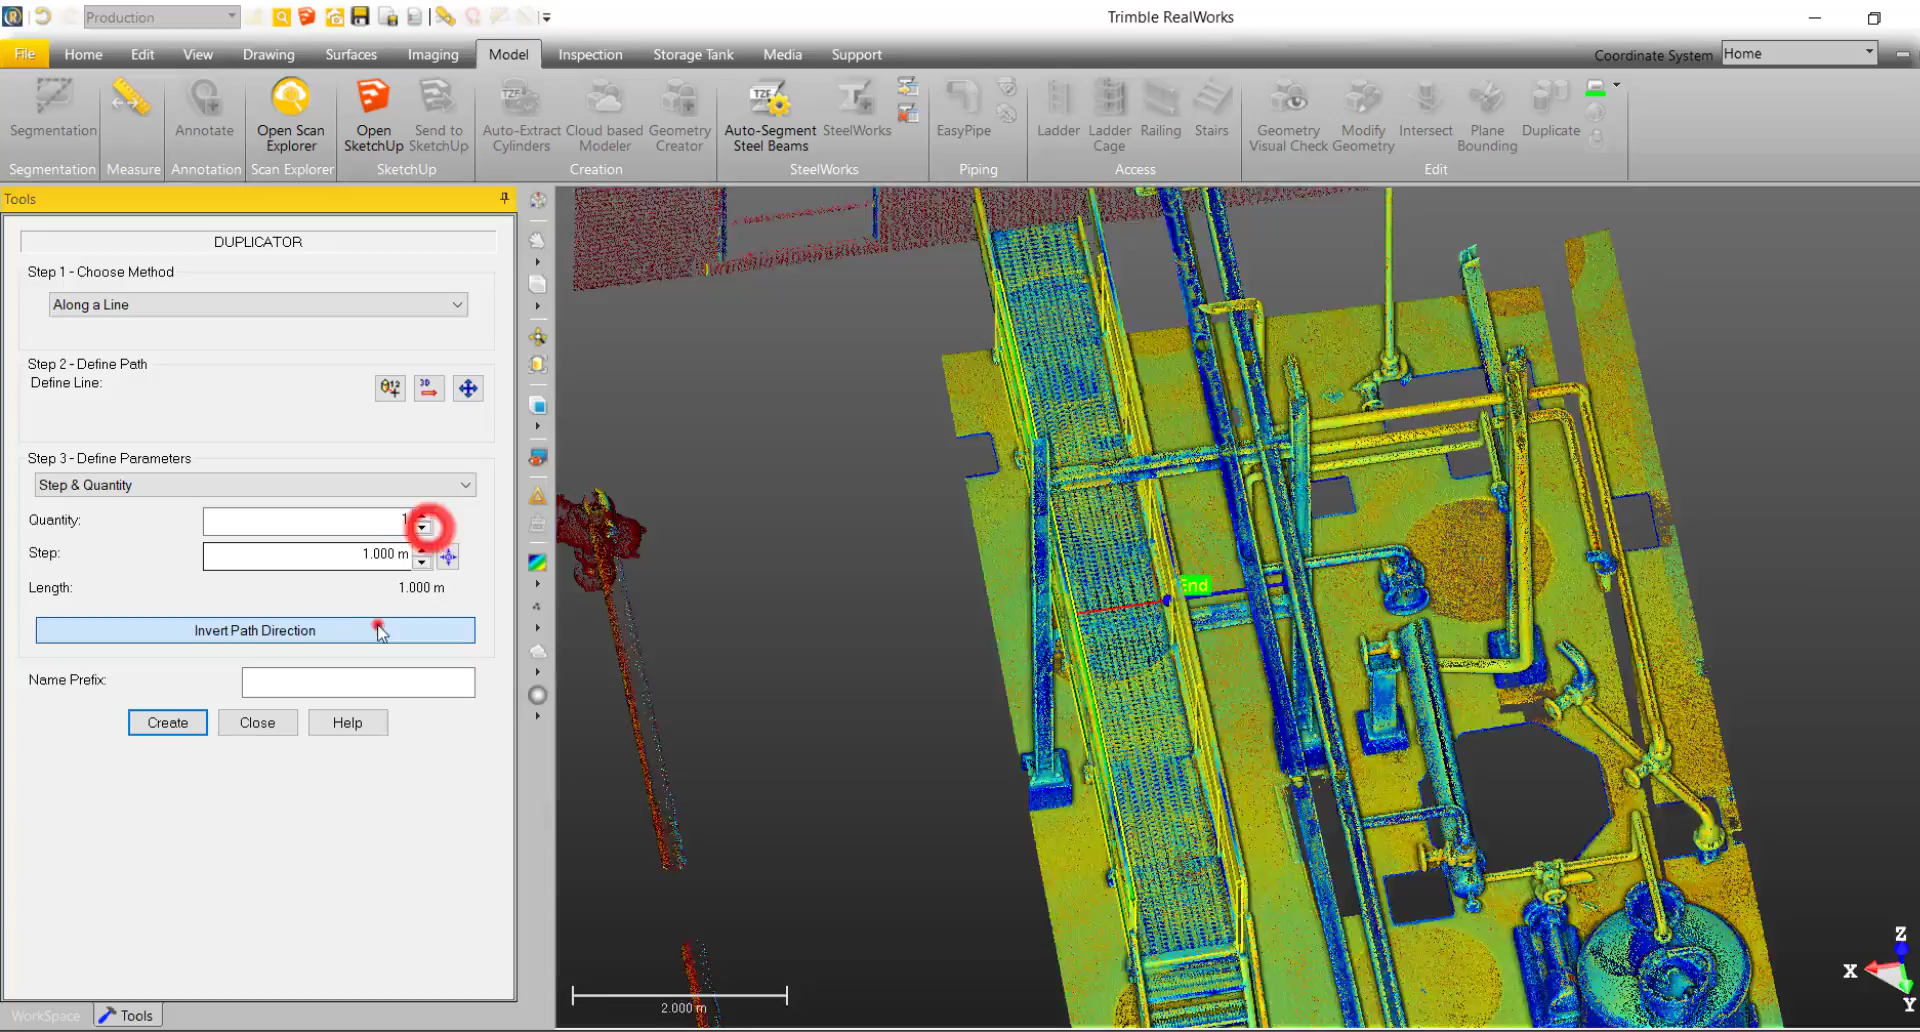 Production
Trimble RealWorks
File Home Edit View Drawing Surfaces Imaging Model Inspection Storage Tank Media Support
Coordinate System Home
Segmentation
Annotate
Open Scan Explorer
Open SketchUp
Send to SketchUp
Auto-Extract Cylinders
Cloud based Modeler
Geometry Creator
TZF
TZF
Auto-Segment Steel Beams
SteelWorks
EasyPipe
Ladder
Ladder Cage
Railing
Stairs
Geometry Visual Check
Modify Geometry
Intersect
Plane Bounding
Duplicate
Segmentation Measure Annotation Scan Explorer SketchUp Creation SteelWorks Piping Access Edit
Tools
DUPLICATOR
Step 1 - Choose Method
Along a Line
Step 2 - Define Path
Define Line:
12
3D
Step 3 - Define Parameters
Step & Quantity
Quantity: 1
Step: 1.000 m
Length: 1.000 m
Invert Path Direction
Name Prefix:
Create Close Help
End
2.000 m
Z
X
Y
WorkSpace Tools